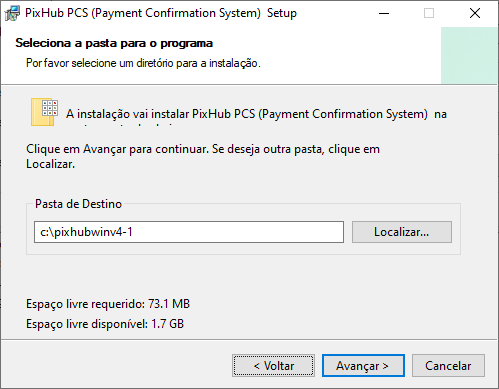 PixHub PCS (Payment Confirmation System) Setup
Seleciona a pasta para o programa
Por favor selecione um diretório para a instalação.
A instalação vai instalar PixHub PCS (Payment Confirmation System) na
Clique em Avançar para continuar. Se deseja outra pasta, clique em
Localizar.
Pasta de Destino
c:\pixhubwinv4-1
Localizar...
Espaço livre requerido: 73.1 MB
Espaço livre disponível: 1.7 GB
< Voltar
Avançar >
Cancelar